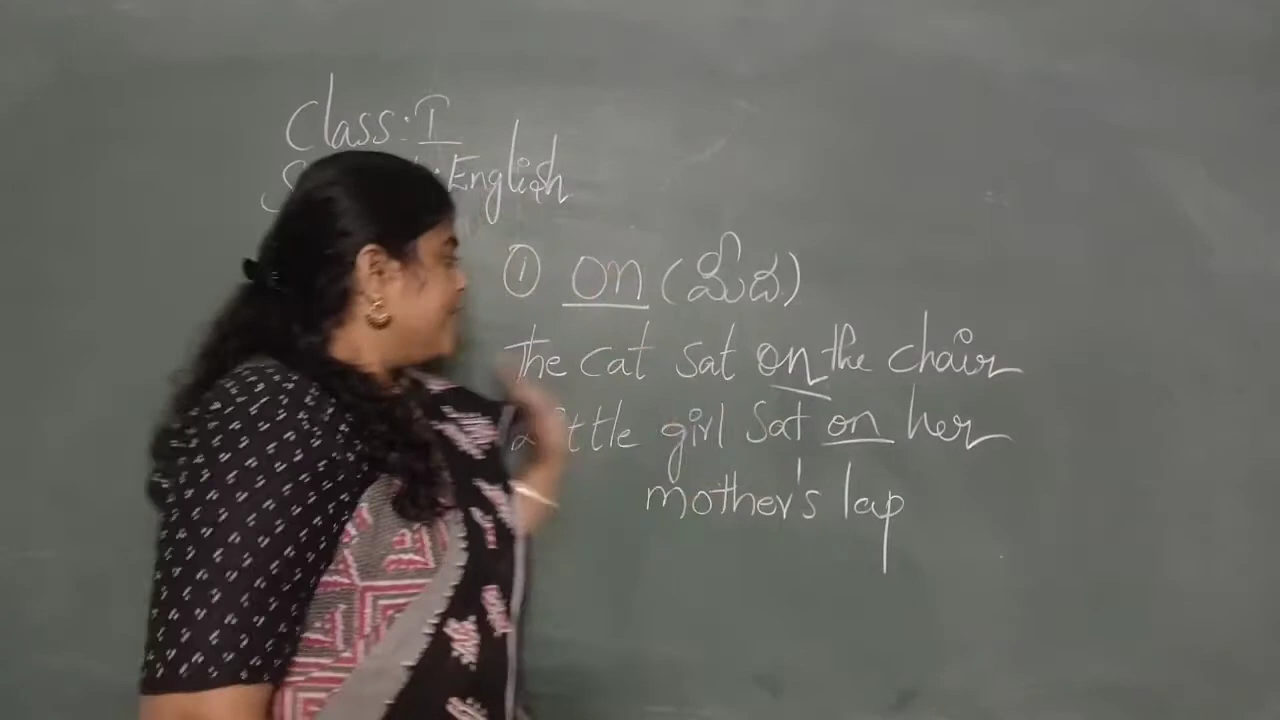 Class: I
: English
① on (మీద)
The cat sat on the chair
girl sat on her
mother's lap